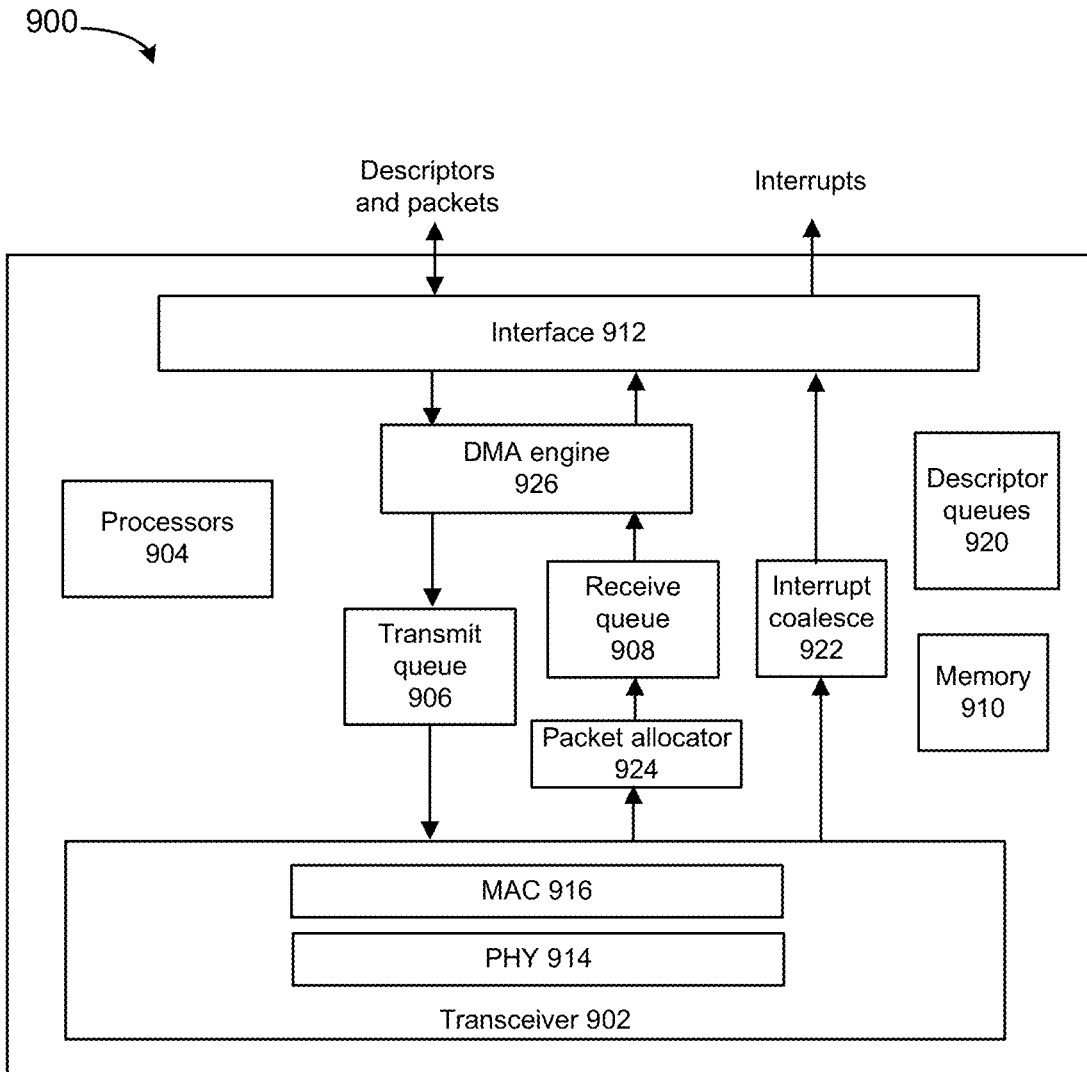 900
Descriptors
and packets
Interrupts
Interface 912
DMA engine
926
Descriptor
queues
920
Processors
904
Receive
queue
908
Interrupt
coalesce
922
Transmit
queue
906
Memory
910
Packet allocator
924
MAC 916
PHY 914
Transceiver 902